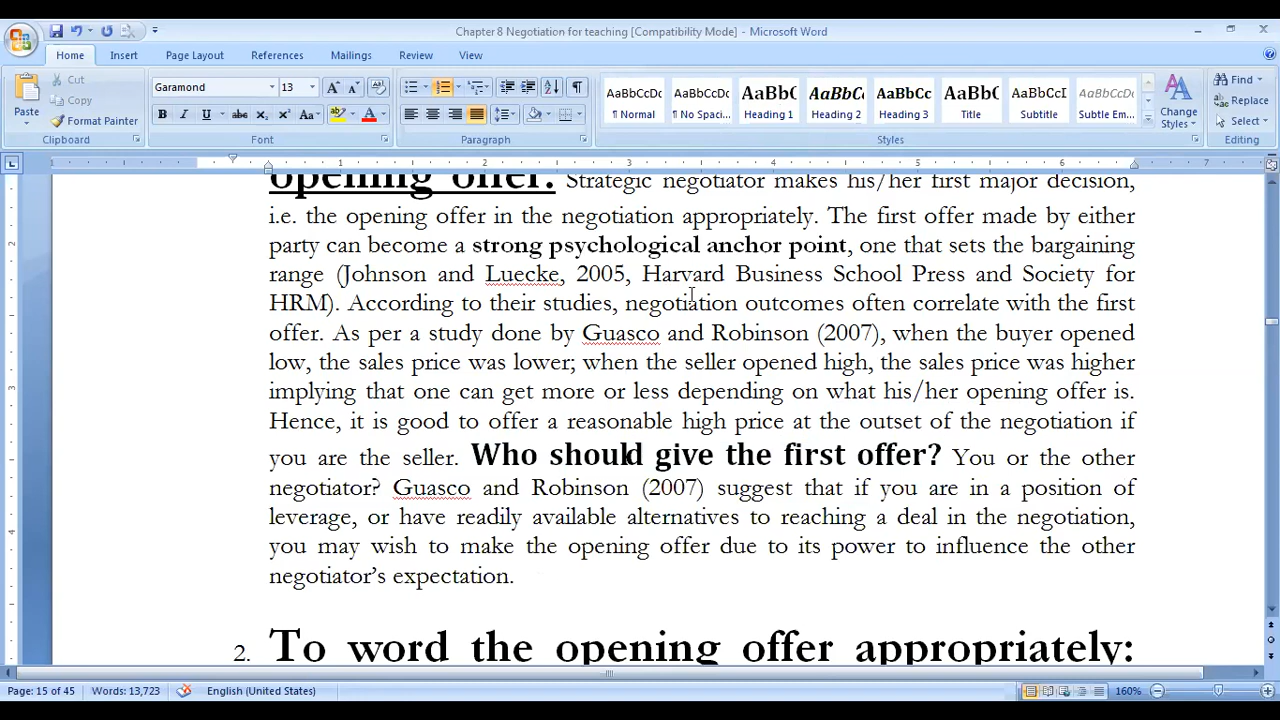 Chapter 8 Negotiation for teaching [Compatibility Mode] - Microsoft Word
Home Insert Page Layout References Mailings Review View
Paste
Cut
Copy
Format Painter
Clipboard
Garamond 13
B I U abc x₂ x² Aa A
Font
Paragraph
AaBbCcDc AaBbCcDc AaBbC AaBbCc AaBbCc AaBbC AaBbCcI AaBbCcDc
¶ Normal ¶ No Spaci... Heading 1 Heading 2 Heading 3 Title Subtitle Subtle Em...
Change Styles
Styles
Find
Replace
Select
Editing
1 1 2 3 4 5 6 7
opening offer: Strategic negotiator makes his/her first major decision,
i.e. the opening offer in the negotiation appropriately. The first offer made by either
party can become a strong psychological anchor point, one that sets the bargaining
range (Johnson and Luecke, 2005, Harvard Business School Press and Society for
HRM). According to their studies, negotiation outcomes often correlate with the first
offer. As per a study done by Guasco and Robinson (2007), when the buyer opened
low, the sales price was lower; when the seller opened high, the sales price was higher
implying that one can get more or less depending on what his/her opening offer is.
Hence, it is good to offer a reasonable high price at the outset of the negotiation if
you are the seller. Who should give the first offer? You or the other
negotiator? Guasco and Robinson (2007) suggest that if you are in a position of
leverage, or have readily available alternatives to reaching a deal in the negotiation,
you may wish to make the opening offer due to its power to influence the other
negotiator's expectation.
2. To word the opening offer appropriately:
Page: 15 of 45 Words: 13,723 English (United States) 160%